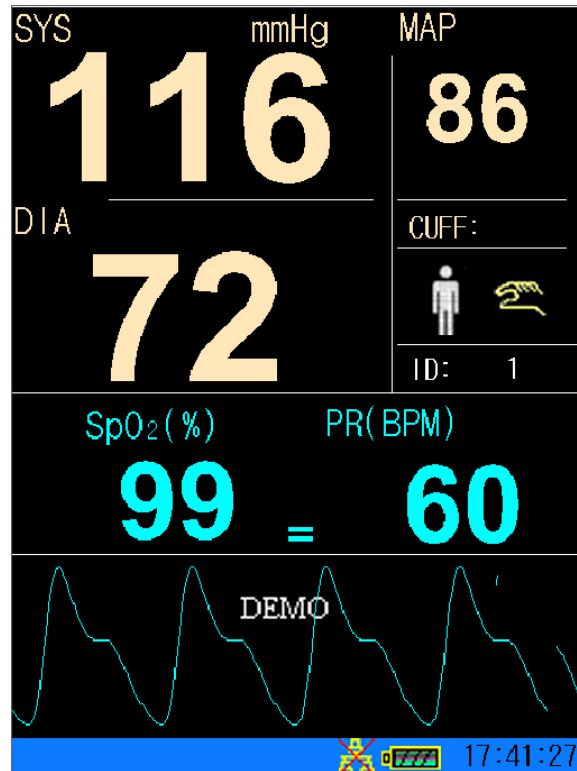 SYS mmHg MAP
116 86
DIA CUFF:
72
ID: 1
SpO₂(%) PR(BPM)
99 = 60
DEMO
17:41:27